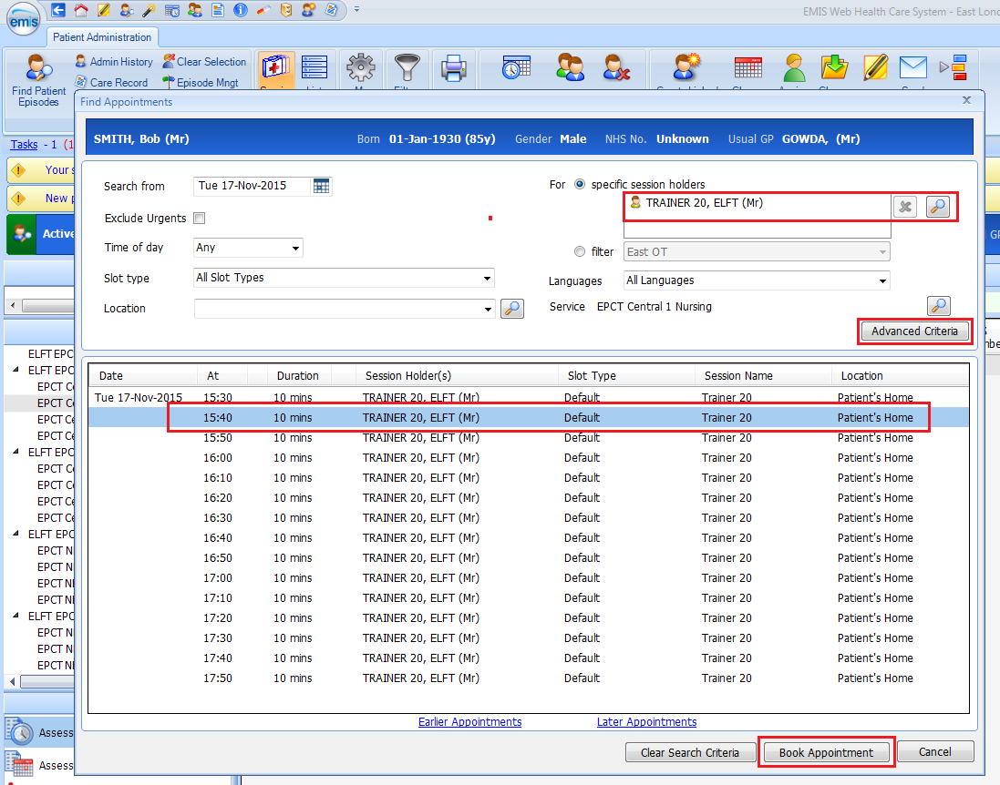 emis
EMIS Web Health Care System - East Lond
Patient Administration
Find Patient Episodes
Admin History
Clear Selection
Care Record
Episode Mngt
Tasks - 1 (1
Your s
New p
Active
Find Appointments
SMITH, Bob (Mr) Born 01-Jan-1930 (85y) Gender Male NHS No. Unknown Usual GP GOWDA, (Mr)
Search from Tue 17-Nov-2015
For specific session holders
TRAINER 20, ELFT (Mr)
Exclude Urgents
Time of day Any
filter East OT
Slot type All Slot Types
Languages All Languages
Location
Service EPCT Central 1 Nursing
Advanced Criteria
Date At Duration Session Holder(s) Slot Type Session Name Location
Tue 17-Nov-2015 15:30 10 mins TRAINER 20, ELFT (Mr) Default Trainer 20 Patient's Home
15:40 10 mins TRAINER 20, ELFT (Mr) Default Trainer 20 Patient's Home
15:50 10 mins TRAINER 20, ELFT (Mr) Default Trainer 20 Patient's Home
16:00 10 mins TRAINER 20, ELFT (Mr) Default Trainer 20 Patient's Home
16:10 10 mins TRAINER 20, ELFT (Mr) Default Trainer 20 Patient's Home
16:20 10 mins TRAINER 20, ELFT (Mr) Default Trainer 20 Patient's Home
16:30 10 mins TRAINER 20, ELFT (Mr) Default Trainer 20 Patient's Home
16:40 10 mins TRAINER 20, ELFT (Mr) Default Trainer 20 Patient's Home
16:50 10 mins TRAINER 20, ELFT (Mr) Default Trainer 20 Patient's Home
17:00 10 mins TRAINER 20, ELFT (Mr) Default Trainer 20 Patient's Home
17:10 10 mins TRAINER 20, ELFT (Mr) Default Trainer 20 Patient's Home
17:20 10 mins TRAINER 20, ELFT (Mr) Default Trainer 20 Patient's Home
17:30 10 mins TRAINER 20, ELFT (Mr) Default Trainer 20 Patient's Home
17:40 10 mins TRAINER 20, ELFT (Mr) Default Trainer 20 Patient's Home
17:50 10 mins TRAINER 20, ELFT (Mr) Default Trainer 20 Patient's Home
Earlier Appointments Later Appointments
Clear Search Criteria Book Appointment Cancel
ELFT EPC
ELFT EPC
EPCT Ce
EPCT Ce
EPCT Ce
EPCT Ce
ELFT EPC
EPCT Ce
EPCT Ce
EPCT Ce
EPCT Ce
ELFT EPC
EPCT N
EPCT N
EPCT N
EPCT N
ELFT EPC
EPCT N
EPCT N
EPCT N
Assess
Assess